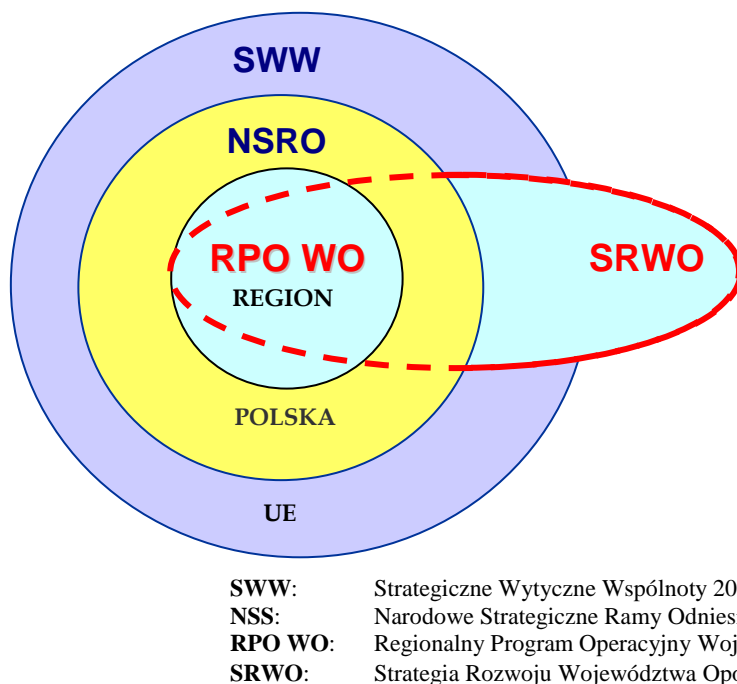 SWW
NSRO
RPO WO
SRWO
REGION
POLSKA
UE
SWW: Strategiczne Wytyczne Wspólnoty 20
NSS: Narodowe Strategiczne Ramy Odnies
RPO WO: Regionalny Program Operacyjny Woj
SRWO: Strategia Rozwoju Województwa Opo